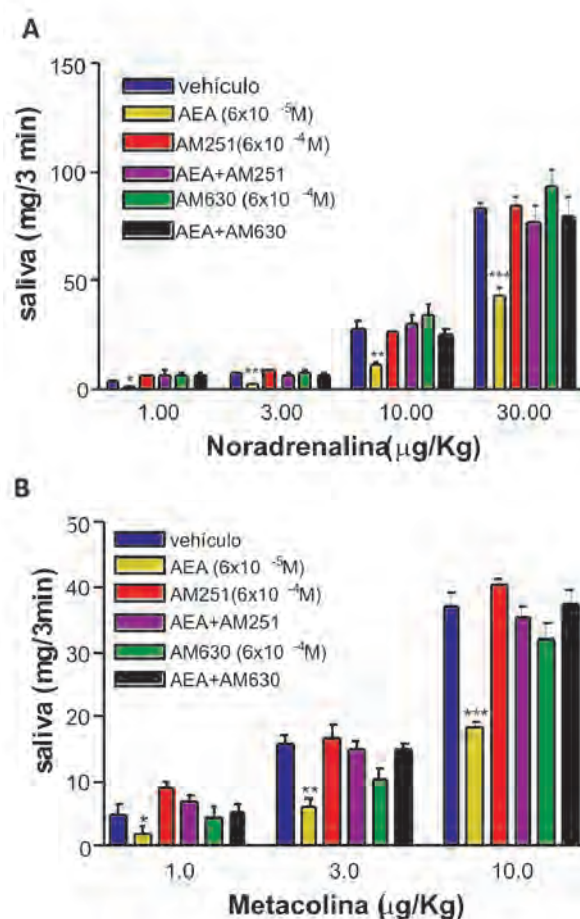 A
150
100
50
0
saliva (mg/3 min)
vehículo
AEA (6x10 ⁻⁵M)
AM251(6x10 ⁻⁴M)
AEA+AM251
AM630 (6x10 ⁻⁴M)
AEA+AM630
*
**
**
***
1.00 3.00 10.00 30.00
Noradrenalina(µg/Kg)
B
50
40
30
20
10
0
saliva (mg/3min)
vehículo
AEA (6x10 ⁻⁵M)
AM251(6x10 ⁻⁴M)
AEA+AM251
AM630 (6x10 ⁻⁴M)
AEA+AM630
*
**
***
1.0 3.0 10.0
Metacolina (µg/Kg)